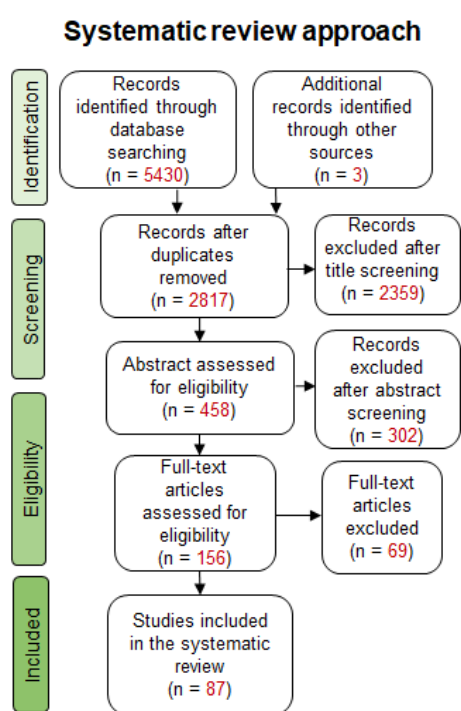 Systematic review approach
Identification
Records
identified through
database
searching
(n = 5430)
Additional
records identified
through other
sources
(n = 3)
Screening
Records after
duplicates
removed
(n = 2817)
Records
excluded after
title screening
(n = 2359)
Abstract assessed
for eligibility
(n = 458)
Records
excluded
after abstract
screening
(n = 302)
Eligibility
Full-text
articles
assessed for
eligibility
(n = 156)
Full-text
articles
excluded
(n = 69)
Included
Studies included
in the systematic
review
(n = 87)